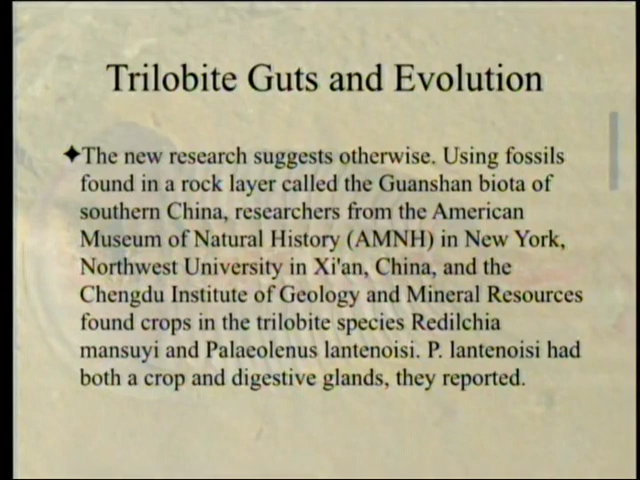 Trilobite Guts and Evolution
✦The new research suggests otherwise. Using fossils
found in a rock layer called the Guanshan biota of
southern China, researchers from the American
Museum of Natural History (AMNH) in New York,
Northwest University in Xi'an, China, and the
Chengdu Institute of Geology and Mineral Resources
found crops in the trilobite species Redilchia
mansuyi and Palaeolenus lantenoisi. P. lantenoisi had
both a crop and digestive glands, they reported.